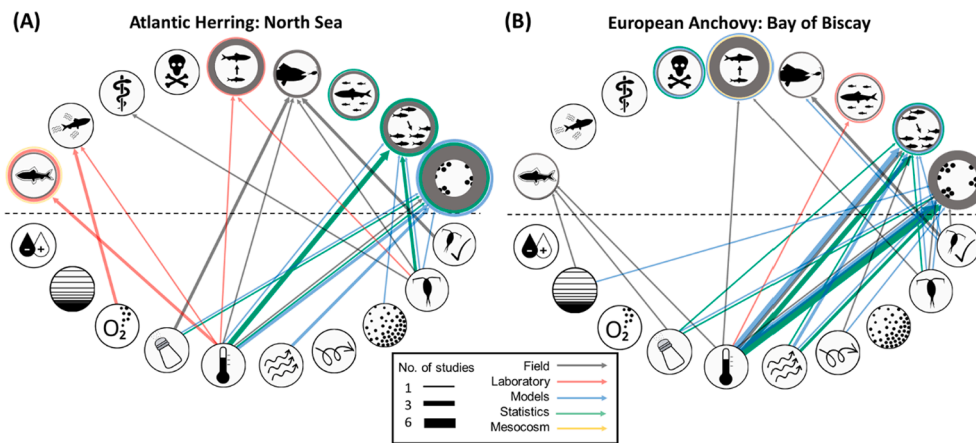 (A) Atlantic Herring: North Sea
(B) European Anchovy: Bay of Biscay
O2
O2
No. of studies
1
3
6
Field
Laboratory
Models
Statistics
Mesocosm